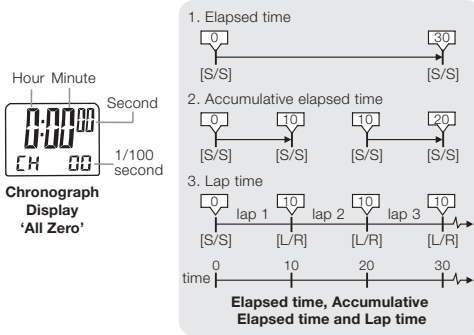 Hour Minute
Second
0:00 00
CH 00
1/100
second
Chronograph
Display
‘All Zero’
1. Elapsed time
0 30
[S/S] [S/S]
2. Accumulative elapsed time
0 10 10 20
[S/S] [S/S] [S/S] [S/S]
3. Lap time
0 10 10 10
lap 1 lap 2 lap 3
[S/S] [L/R] [L/R] [L/R]
0 10 20 30
time
Elapsed time, Accumulative
Elapsed time and Lap time